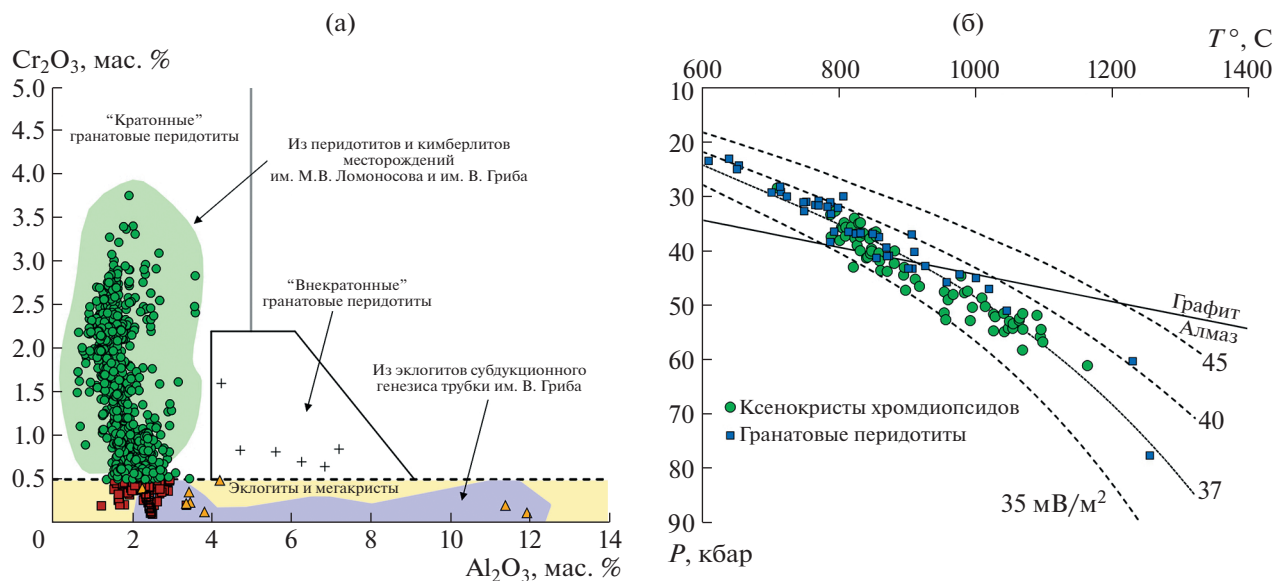 (а)
Cr2O3, мас. %
5.0
4.5
4.0
3.5
3.0
2.5
2.0
1.5
1.0
0.5
0
2
4
6
8
10
12
14
Al2O3, мас. %
“Кратонные”
гранатовые перидотиты
Из перидотитов и кимберлитов
месторождений
им. М.В. Ломоносова и им. В. Гриба
“Внекратонные”
гранатовые перидотиты
Из эклогитов субдукционного
генезиса трубки им. В. Гриба
Эклогиты и мегакристы
(б)
T°, C
600
800
1000
1200
1400
10
20
30
40
50
60
70
80
90
P, кбар
Графит
Алмаз
45
40
37
35 мВ/м²
Ксенокристы хромдиопсидов
Гранатовые перидотиты